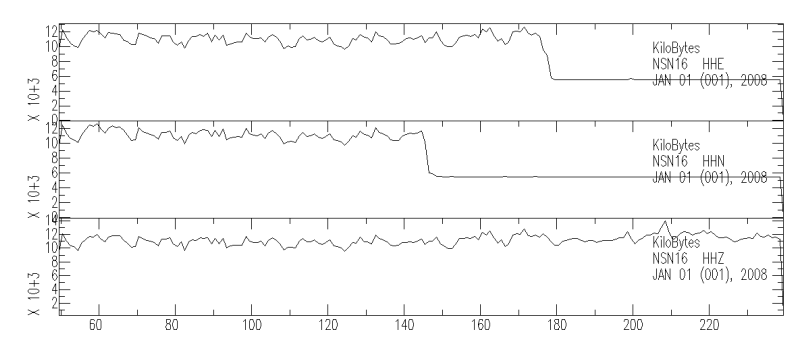 12
10
8
6
4
2
0
X 10+3
KiloBytes
NSN16 HHE
JAN 01 (001), 2008
12
10
8
6
4
2
0
X 10+3
KiloBytes
NSN16 HHN
JAN 01 (001), 2008
14
12
10
8
6
4
2
X 10+3
KiloBytes
NSN16 HHZ
JAN 01 (001), 2008
60 80 100 120 140 160 180 200 220